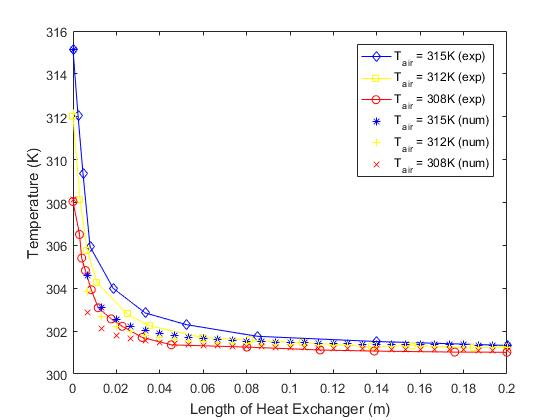 316
314
312
310
308
306
304
302
300
Temperature (K)
T_air = 315K (exp)
T_air = 312K (exp)
T_air = 308K (exp)
T_air = 315K (num)
T_air = 312K (num)
T_air = 308K (num)
0 0.02 0.04 0.06 0.08 0.1 0.12 0.14 0.16 0.18 0.2
Length of Heat Exchanger (m)